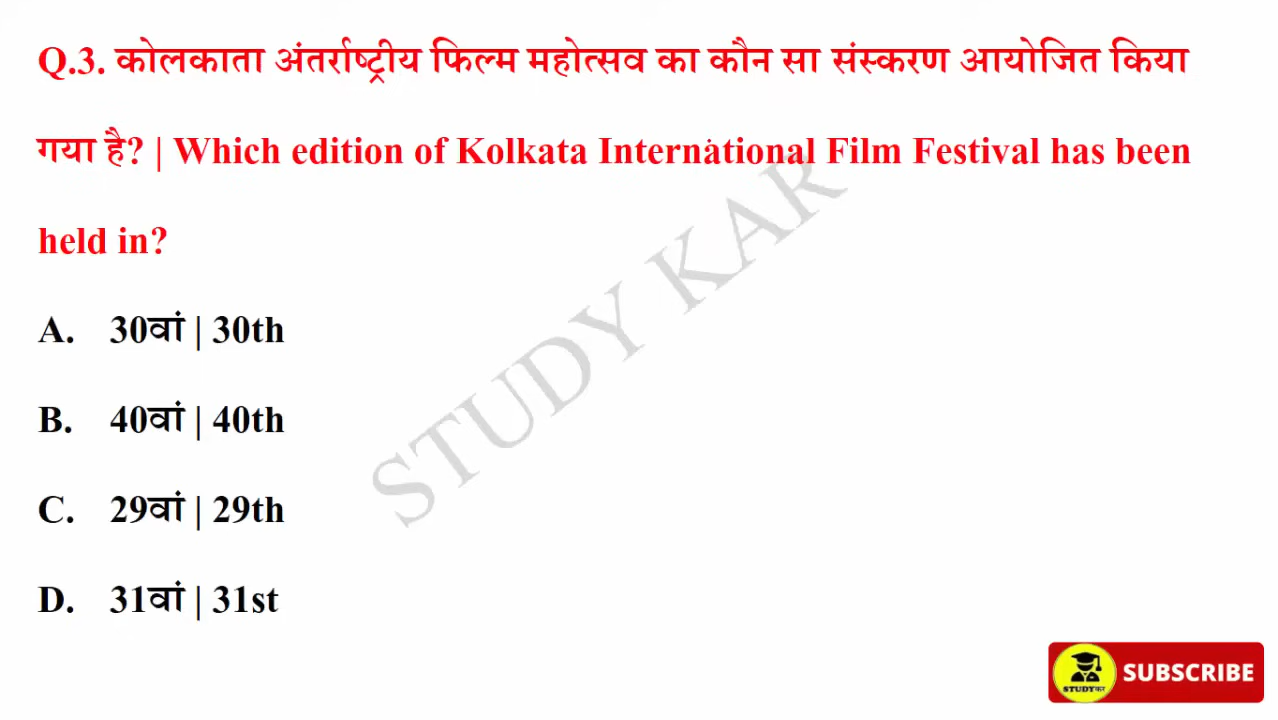 Q.3. कोलकाता अंतर्राष्ट्रीय फिल्म महोत्सव का कौन सा संस्करण आयोजित किया
गया है? | Which edition of Kolkata International Film Festival has been
held in?
A. 30वां | 30th
B. 40वां | 40th
C. 29वां | 29th
D. 31वां | 31st
STUDY KAR
STUDYकर
SUBSCRIBE